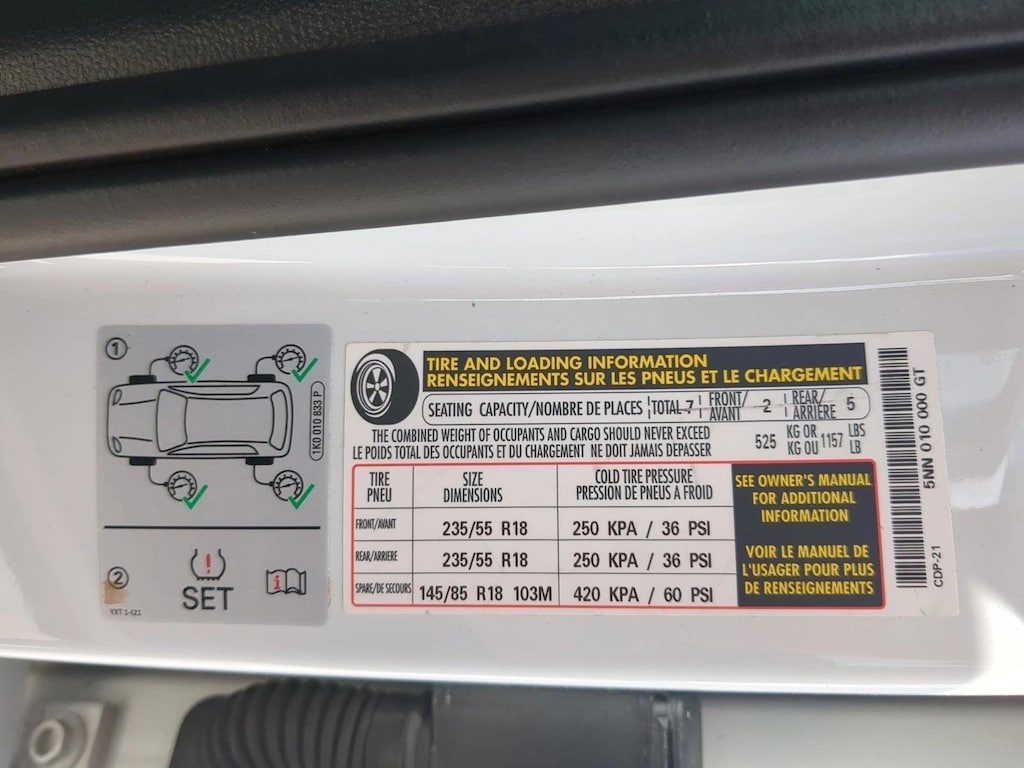 1
1K0 010 833 P
2
SET
i
YXT 1-I21
TIRE AND LOADING INFORMATION
RENSEIGNEMENTS SUR LES PNEUS ET LE CHARGEMENT
SEATING CAPACITY/NOMBRE DE PLACES TOTAL 7 FRONT/AVANT 2 REAR/ARRIÈRE 5
THE COMBINED WEIGHT OF OCCUPANTS AND CARGO SHOULD NEVER EXCEED
LE POIDS TOTAL DES OCCUPANTS ET DU CHARGEMENT NE DOIT JAMAIS DEPASSER
525 KG OR 1157 LBS
KG OU LB
TIRE SIZE COLD TIRE PRESSURE
PNEU DIMENSIONS PRESSION DE PNEUS A FROID
FRONT/AVANT 235/55 R18 250 KPA / 36 PSI
REAR/ARRIERE 235/55 R18 250 KPA / 36 PSI
SPARE/DE SECOURS 145/85 R18 103M 420 KPA / 60 PSI
SEE OWNER'S MANUAL
FOR ADDITIONAL
INFORMATION
VOIR LE MANUEL DE
L'USAGER POUR PLUS
DE RENSEIGNEMENTS
5NN 010 000 GT
CDP-21